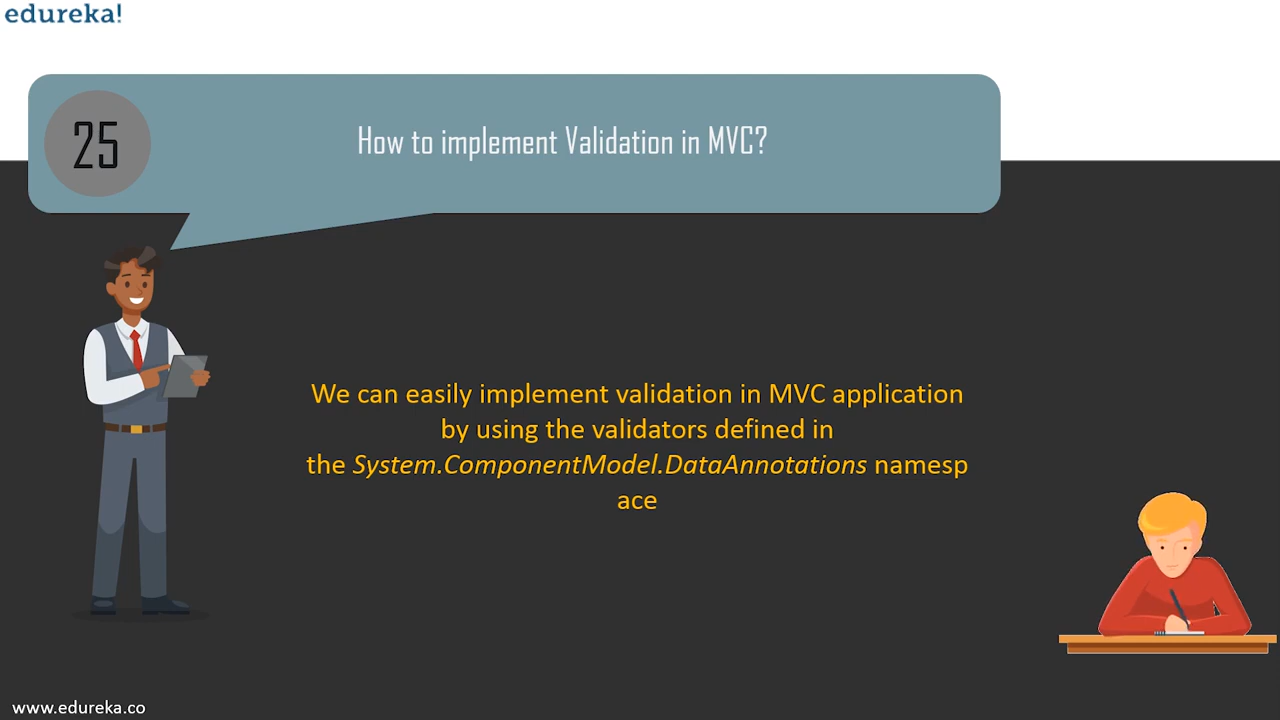 edureka!
25
How to implement Validation in MVC?
We can easily implement validation in MVC application
by using the validators defined in
the System.ComponentModel.DataAnnotations namesp
ace
www.edureka.co